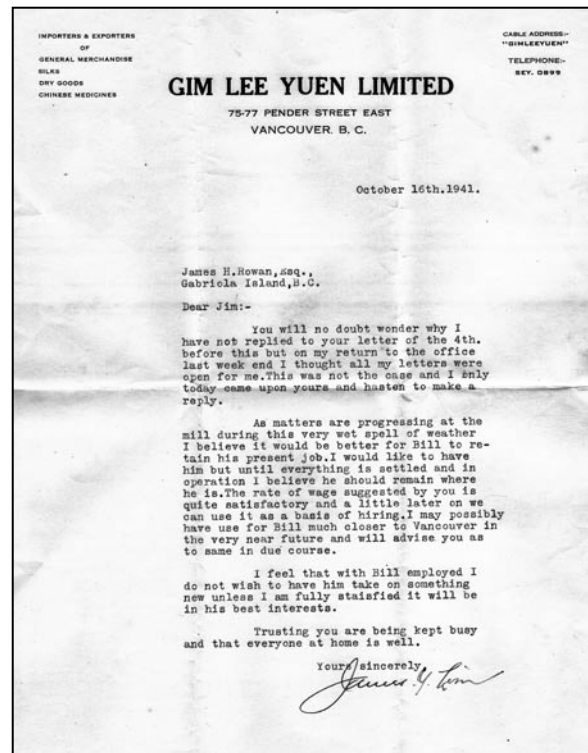 IMPORTERS & EXPORTERS
OF
GENERAL MERCHANDISE
SILKS
DRY GOODS
CHINESE MEDICINES
CABLE ADDRESS:-
"GIMLEEYUEN"
TELEPHONE:-
SEY. 0899
GIM LEE YUEN LIMITED
75-77 PENDER STREET EAST
VANCOUVER, B. C.
October 16th.1941.
James H.Rowan,Esq.,
Gabriola Island,B.C.
Dear Jim:-
You will no doubt wonder why I
have not replied to your letter of the 4th.
before this but on my return to the office
last week end I thought all my letters were
open for me.This was not the case and I only
today came upon yours and hasten to make a
reply.
As matters are progressing at the
mill during this very wet spell of weather
I believe it would be better for Bill to re-
tain his present job.I would like to have
him but until everything is settled and in
operation I believe he should remain where
he is.The rate of wage suggested by you is
quite satisfactory and a little later on we
can use it as a basis of hiring.I may possibly
have use for Bill much closer to Vancouver in
the very near future and will advise you as
to same in due course.
I feel that with Bill employed I
do not wish to have him take on something
new unless I am fully staisfied it will be
in his best interests.
Trusting you are being kept busy
and that everyone at home is well.
Yours sincerely
James Y. Lim